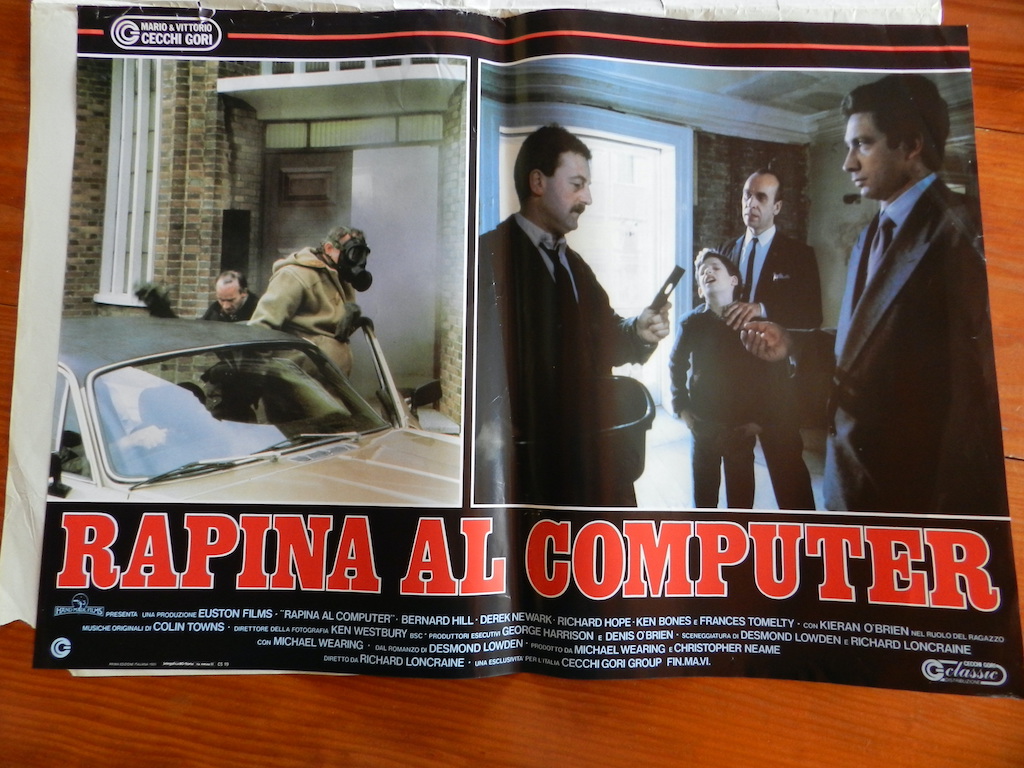 MARIO & VITTORIO
CECCHI GORI
RAPINA AL COMPUTER
HANDMADE FILMS PRESENTA UNA PRODUZIONE EUSTON FILMS · "RAPINA AL COMPUTER" · BERNARD HILL · DEREK NEWARK · RICHARD HOPE · KEN BONES E FRANCES TOMELTY · CON KIERAN O'BRIEN NEL RUOLO DEL RAGAZZO
MUSICHE ORIGINALI DI COLIN TOWNS · DIRETTORE DELLA FOTOGRAFIA KEN WESTBURY BSC · PRODUTTORI ESECUTIVI GEORGE HARRISON E DENIS O'BRIEN · SCENEGGIATURA DI DESMOND LOWDEN E RICHARD LONCRAINE
CON MICHAEL WEARING · DAL ROMANZO DI DESMOND LOWDEN · PRODOTTO DA MICHAEL WEARING E CHRISTOPHER NEAME
DIRETTO DA RICHARD LONCRAINE · UNA ESCLUSIVITÀ PER L'ITALIA CECCHI GORI GROUP FIN.MA.VI.
CECCHI GORI
classic
DISTRIBUZIONE